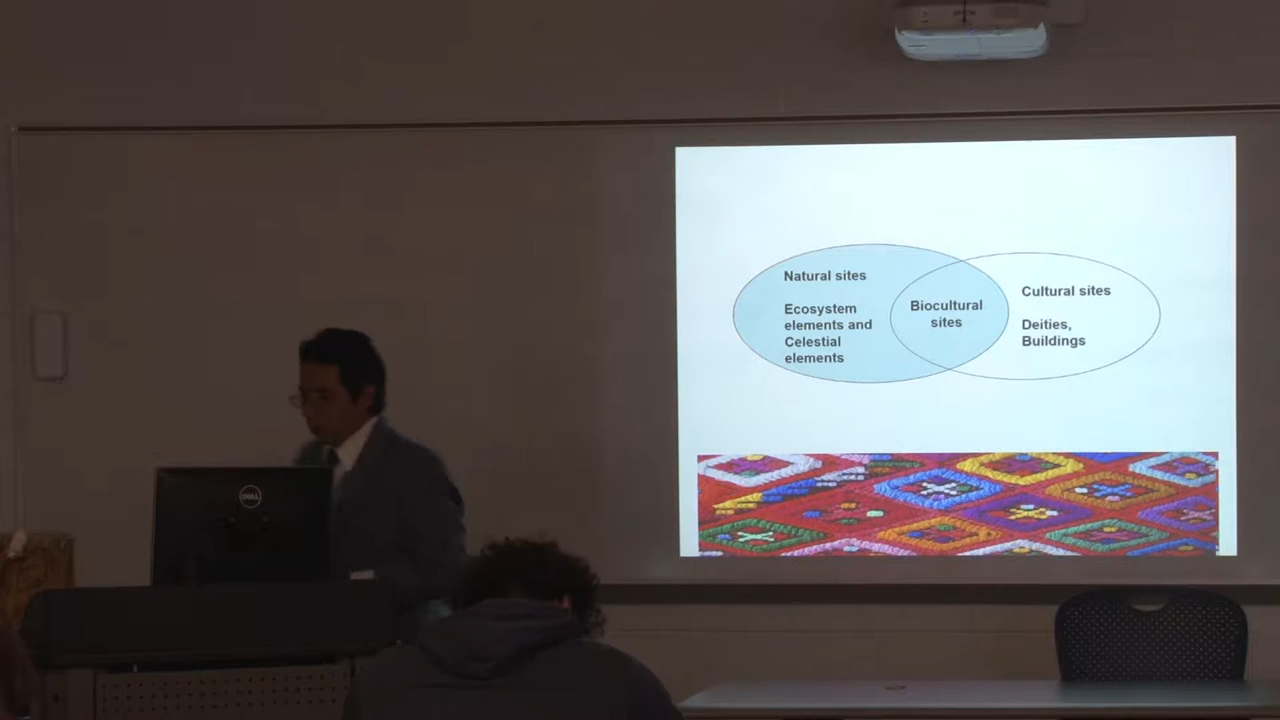 Natural sites
Ecosystem
elements and
Celestial
elements
Biocultural
sites
Cultural sites
Deities,
Buildings
DELL